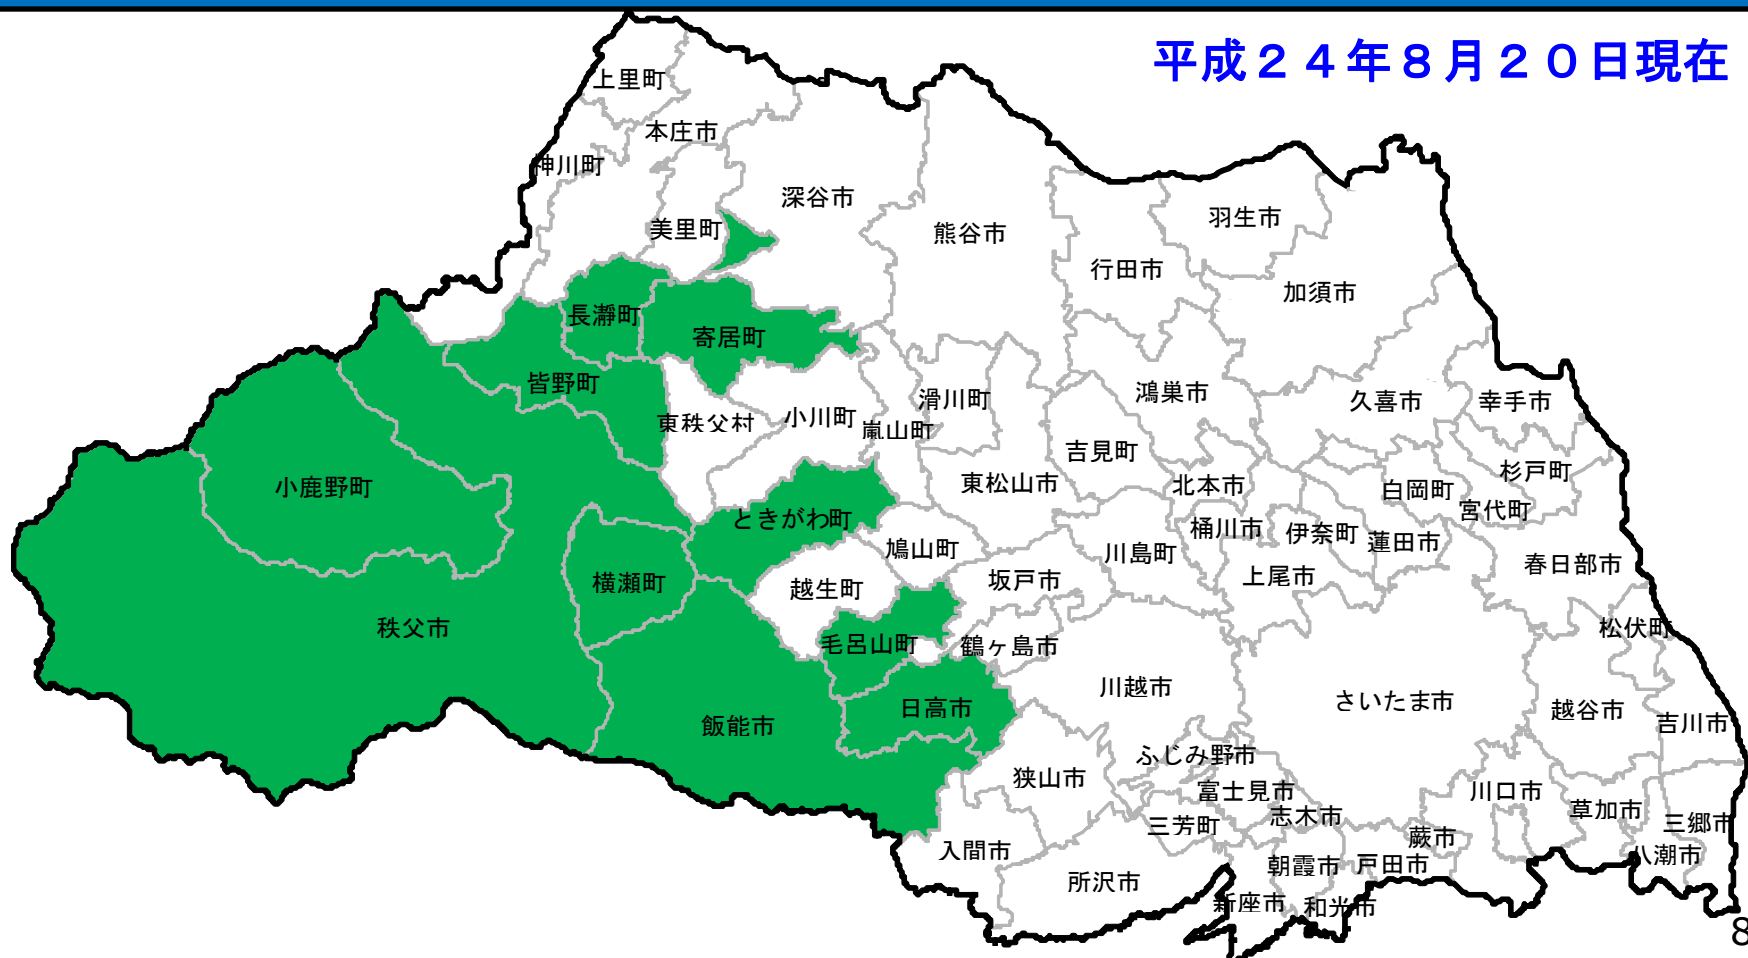 平成２４年８月２０日現在
上里町
本庄市
神川町
深谷市
美里町
熊谷市
羽生市
行田市
加須市
長瀞町
寄居町
皆野町
東秩父村
小川町
嵐山町
滑川町
鴻巣市
久喜市
幸手市
吉見町
小鹿野町
東松山市
北本市
白岡町
杉戸町
宮代町
ときがわ町
鳩山町
川島町
桶川市
伊奈町
蓮田市
春日部市
横瀬町
越生町
坂戸市
上尾市
秩父市
毛呂山町
鶴ヶ島市
松伏町
川越市
さいたま市
越谷市
吉川市
飯能市
日高市
ふじみ野市
狭山市
富士見市
川口市
三芳町
志木市
草加市
三郷市
入間市
蕨市
朝霞市
戸田市
八潮市
所沢市
新座市
和光市
8